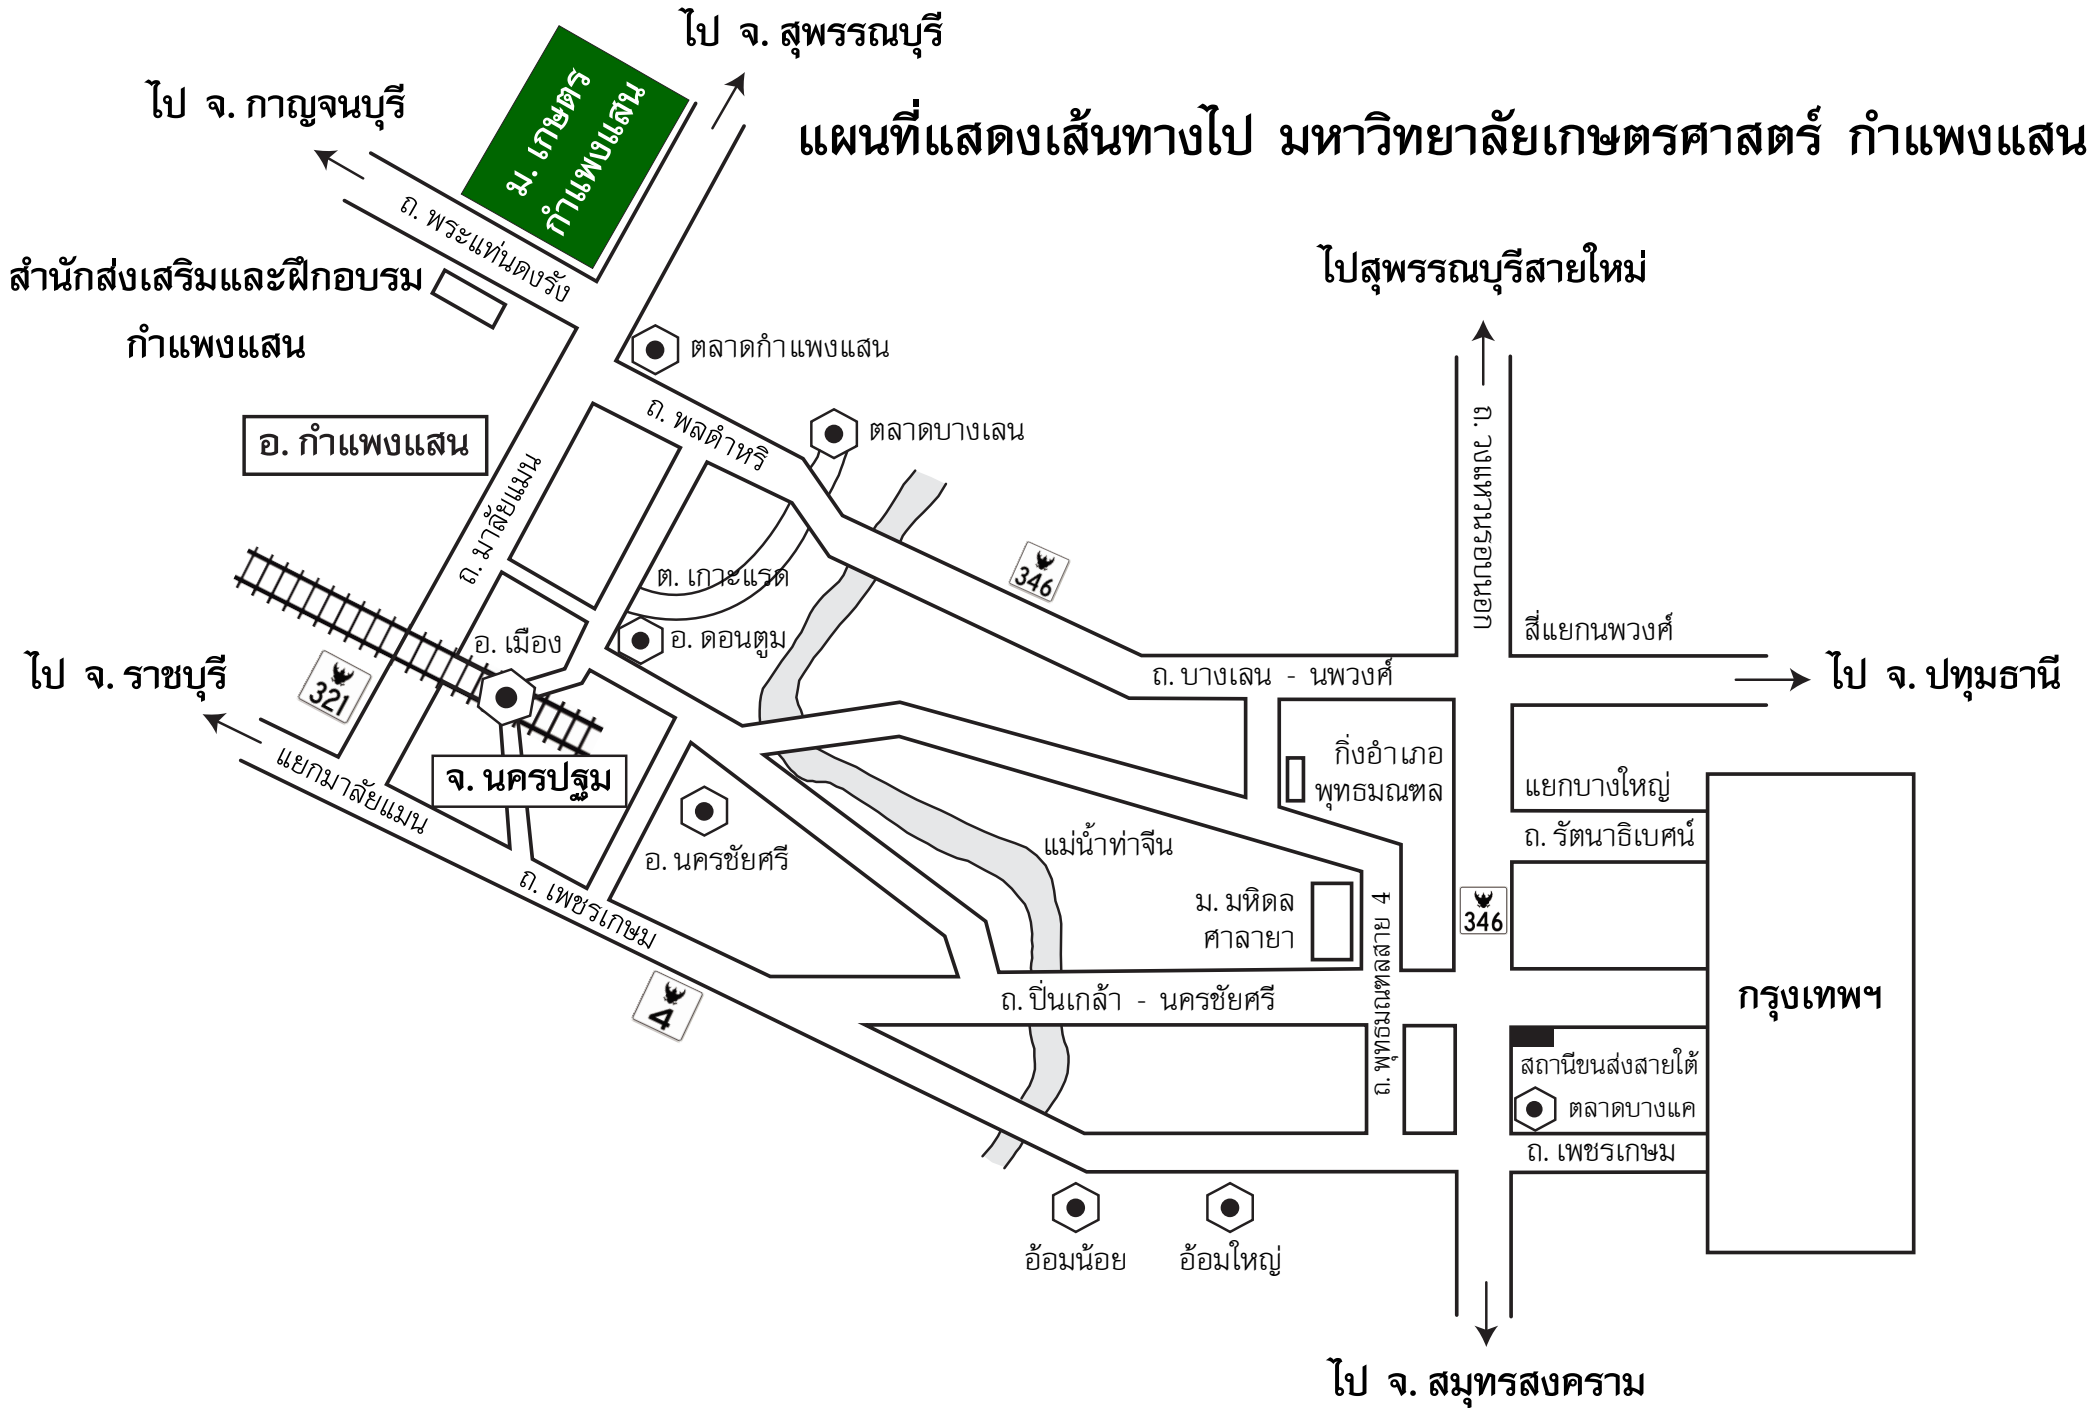 ไป จ. สุพรรณบุรี
ไป จ. กาญจนบุรี
ม. เกษตร
กำแพงแสน
แผนที่แสดงเส้นทางไป มหาวิทยาลัยเกษตรศาสตร์ กำแพงแสน
ถ. พระแท่นดงรัง
สำนักส่งเสริมและฝึกอบรม
กำแพงแสน
ไปสุพรรณบุรีสายใหม่
ตลาดกำแพงแสน
อ. กำแพงแสน
ถ. พลดำหริ
ตลาดบางเลน
ถ. มาลัยแมน
ถ. วงแหวนรอบนอก
ต. เกาะแรด
346
อ. เมือง
อ. ดอนตูม
สี่แยกนพวงศ์
ไป จ. ราชบุรี
321
ถ. บางเลน - นพวงศ์
ไป จ. ปทุมธานี
แยกมาลัยแมน
จ. นครปฐม
กิ่งอำเภอ
พุทธมณฑล
แยกบางใหญ่
ถ. รัตนาธิเบศน์
อ. นครชัยศรี
แม่น้ำท่าจีน
ถ. เพชรเกษม
ม. มหิดล
ศาลายา
ถ. พุทธมณฑลสาย 4
346
4
ถ. ปิ่นเกล้า - นครชัยศรี
กรุงเทพฯ
สถานีขนส่งสายใต้
ตลาดบางแค
ถ. เพชรเกษม
อ้อมน้อย
อ้อมใหญ่
ไป จ. สมุทรสงคราม